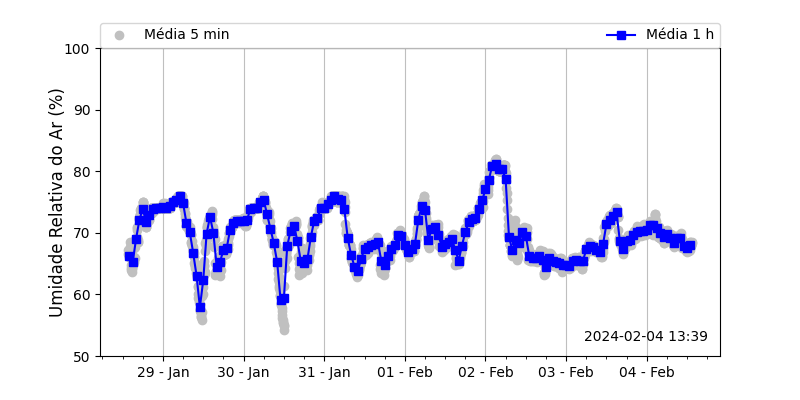 Média 5 min
Média 1 h
Umidade Relativa do Ar (%)
100
90
80
70
60
50
2024-02-04 13:39
29 - Jan
30 - Jan
31 - Jan
01 - Feb
02 - Feb
03 - Feb
04 - Feb